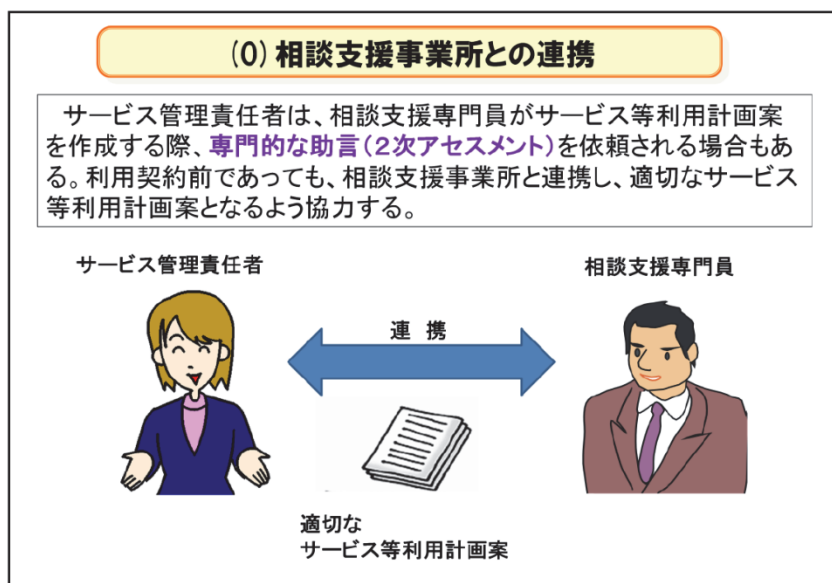 (0)相談支援事業所との連携
サービス管理責任者は、相談支援専門員がサービス等利用計画案
を作成する際、専門的な助言(2次アセスメント)を依頼される場合もあ
る。利用契約前であっても、相談支援事業所と連携し、適切なサービス
等利用計画案となるよう協力する。
サービス管理責任者
相談支援専門員
連 携
適切な
サービス等利用計画案